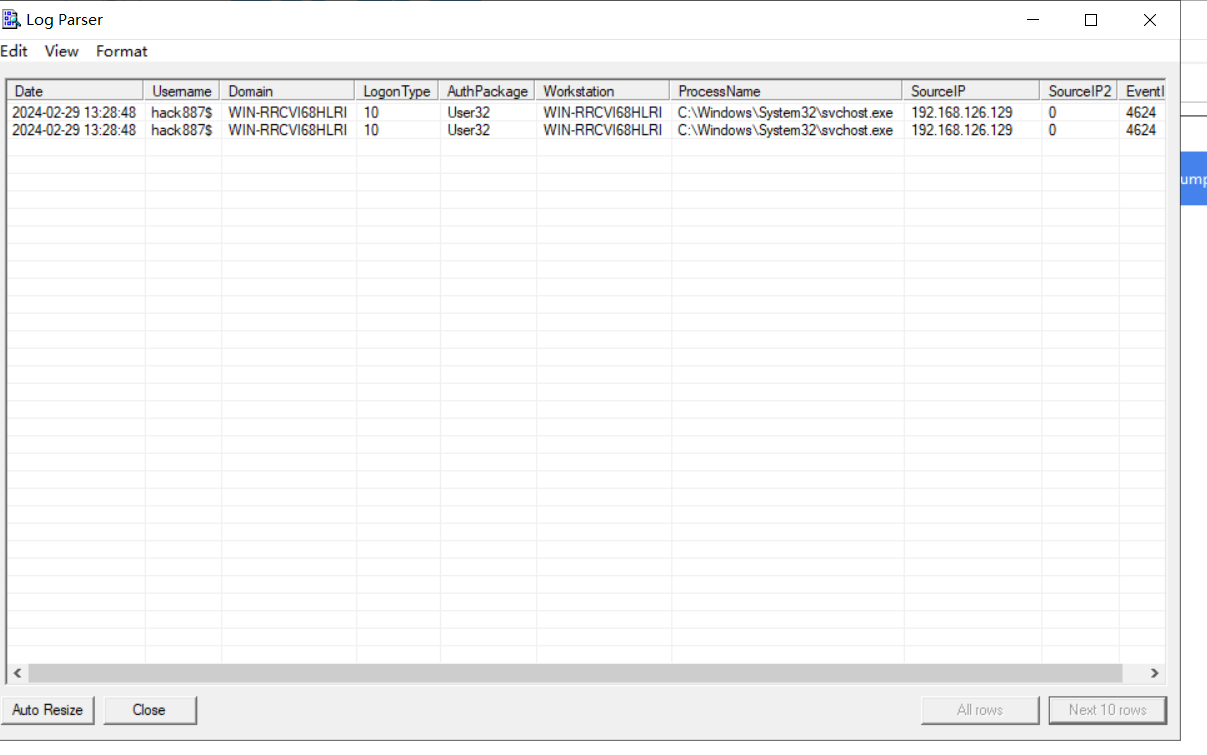 Log Parser
Edit View Format
Date Username Domain LogonType AuthPackage Workstation ProcessName SourceIP SourceIP2 EventI
2024-02-29 13:28:48 hack887$ WIN-RRCVI68HLRI 10 User32 WIN-RRCVI68HLRI C:\Windows\System32\svchost.exe 192.168.126.129 0 4624
2024-02-29 13:28:48 hack887$ WIN-RRCVI68HLRI 10 User32 WIN-RRCVI68HLRI C:\Windows\System32\svchost.exe 192.168.126.129 0 4624
ump
Auto Resize Close All rows Next 10 rows